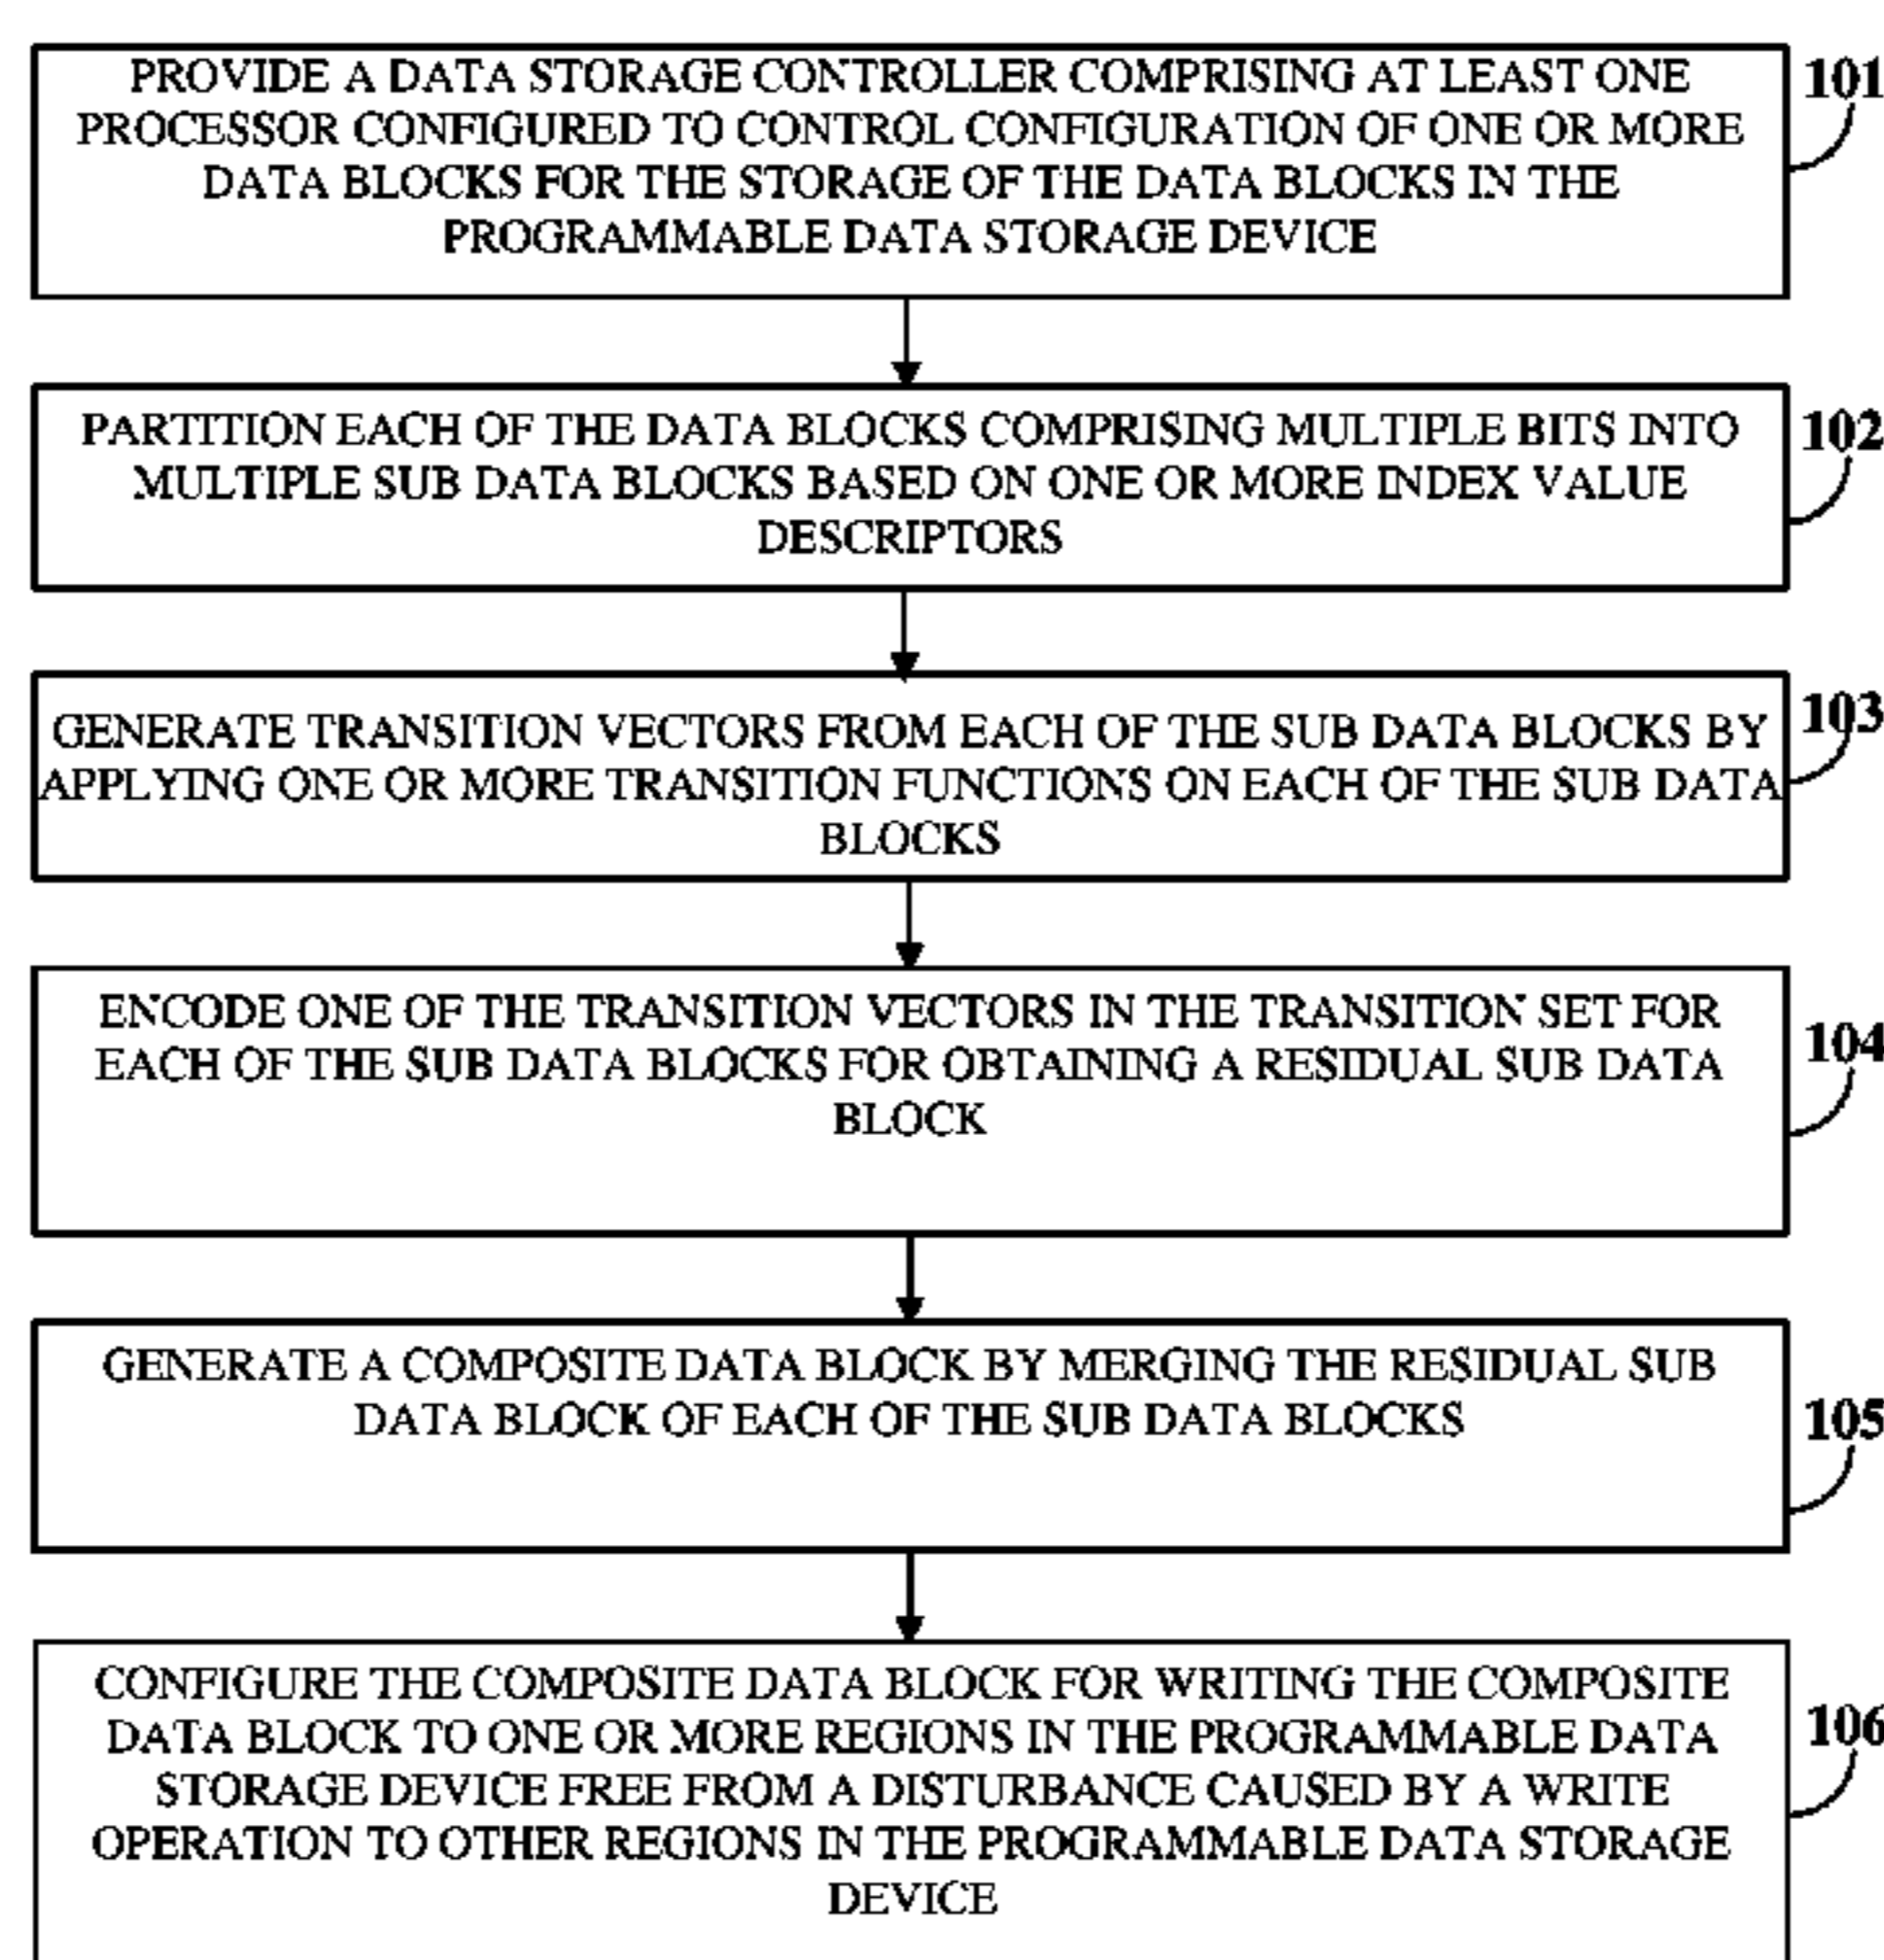 PROVIDE A DATA STORAGE CONTROLLER COMPRISING AT LEAST ONE
PROCESSOR CONFIGURED TO CONTROL CONFIGURATION OF ONE OR MORE
DATA BLOCKS FOR THE STORAGE OF THE DATA BLOCKS IN THE
PROGRAMMABLE DATA STORAGE DEVICE
101
PARTITION EACH OF THE DATA BLOCKS COMPRISING MULTIPLE BITS INTO
MULTIPLE SUB DATA BLOCKS BASED ON ONE OR MORE INDEX VALUE
DESCRIPTORS
102
GENERATE TRANSITION VECTORS FROM EACH OF THE SUB DATA BLOCKS BY
APPLYING ONE OR MORE TRANSITION FUNCTIONS ON EACH OF THE SUB DATA
BLOCKS
103
ENCODE ONE OF THE TRANSITION VECTORS IN THE TRANSITION SET FOR
EACH OF THE SUB DATA BLOCKS FOR OBTAINING A RESIDUAL SUB DATA
BLOCK
104
GENERATE A COMPOSITE DATA BLOCK BY MERGING THE RESIDUAL SUB
DATA BLOCK OF EACH OF THE SUB DATA BLOCKS
105
CONFIGURE THE COMPOSITE DATA BLOCK FOR WRITING THE COMPOSITE
DATA BLOCK TO ONE OR MORE REGIONS IN THE PROGRAMMABLE DATA
STORAGE DEVICE FREE FROM A DISTURBANCE CAUSED BY A WRITE
OPERATION TO OTHER REGIONS IN THE PROGRAMMABLE DATA STORAGE
DEVICE
106